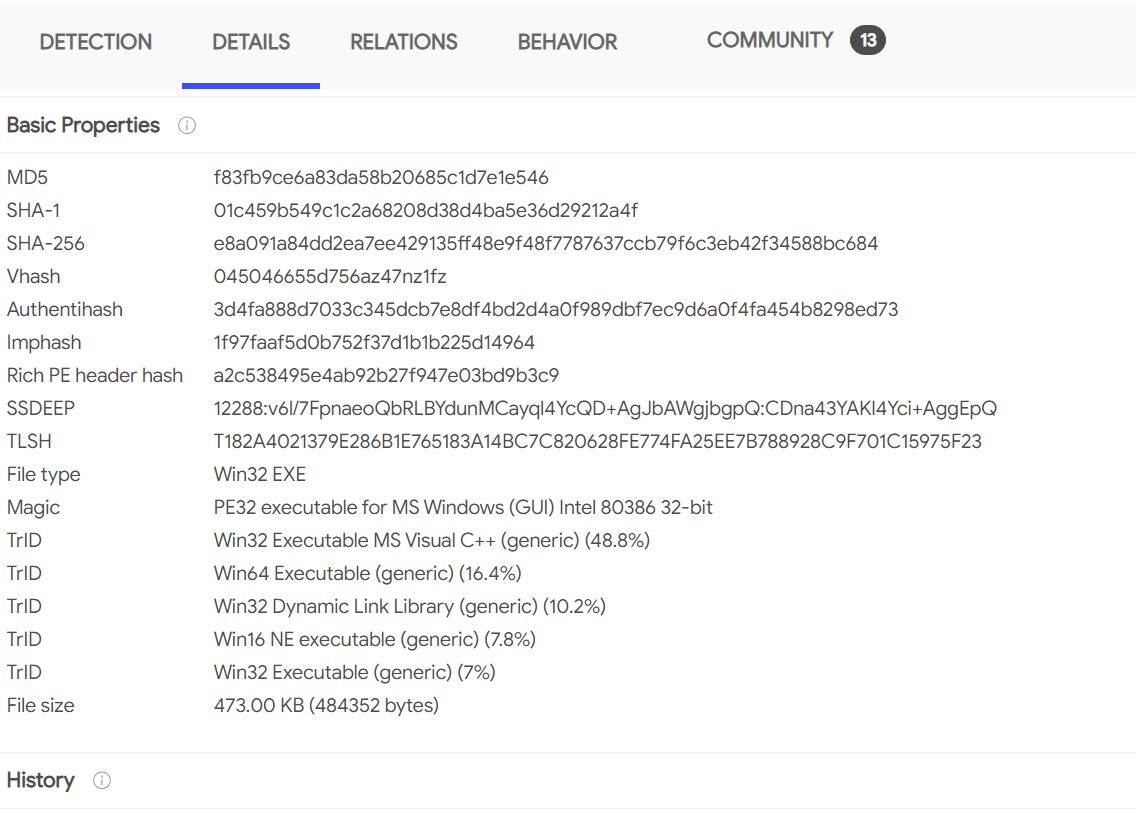 DETECTION DETAILS RELATIONS BEHAVIOR COMMUNITY 13
Basic Properties
MD5 f83fb9ce6a83da58b20685c1d7e1e546
SHA-1 01c459b549c1c2a68208d38d4ba5e36d29212a4f
SHA-256 e8a091a84dd2ea7ee429135ff48e9f48f7787637ccb79f6c3eb42f34588bc684
Vhash 045046655d756az47nz1fz
Authentihash 3d4fa888d7033c345dcb7e8df4bd2d4a0f989dbf7ec9d6a0f4fa454b8298ed73
Imphash 1f97faaf5d0b752f37d1b1b225d14964
Rich PE header hash a2c538495e4ab92b27f947e03bd9b3c9
SSDEEP 12288:v6l/7FpnaeoQbRLBYdunMCayql4YcQD+AgJbAWgjbgpQ:CDna43YAKl4Yci+AggEpQ
TLSH T182A4021379E286B1E765183A14BC7C820628FE774FA25EE7B788928C9F701C15975F23
File type Win32 EXE
Magic PE32 executable for MS Windows (GUI) Intel 80386 32-bit
TrID Win32 Executable MS Visual C++ (generic) (48.8%)
TrID Win64 Executable (generic) (16.4%)
TrID Win32 Dynamic Link Library (generic) (10.2%)
TrID Win16 NE executable (generic) (7.8%)
TrID Win32 Executable (generic) (7%)
File size 473.00 KB (484352 bytes)
History